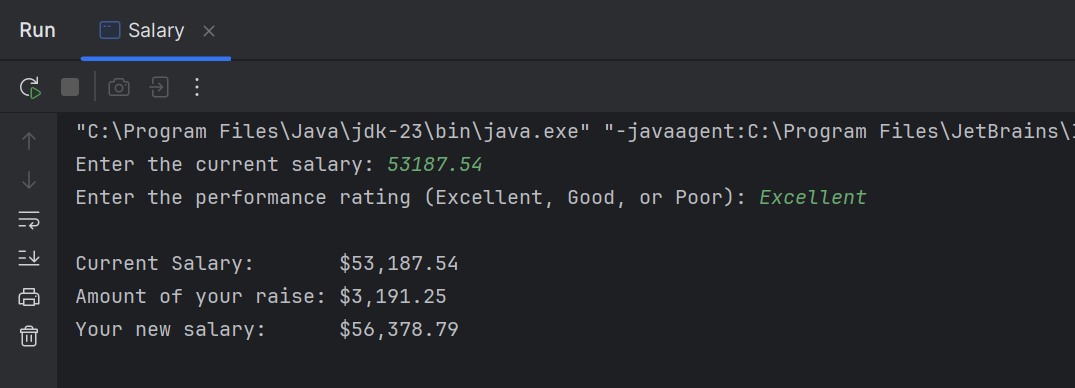 Run Salary
"C:\Program Files\Java\jdk-23\bin\java.exe" "-javaagent:C:\Program Files\JetBrains\
Enter the current salary: 53187.54
Enter the performance rating (Excellent, Good, or Poor): Excellent
Current Salary: $53,187.54
Amount of your raise: $3,191.25
Your new salary: $56,378.79